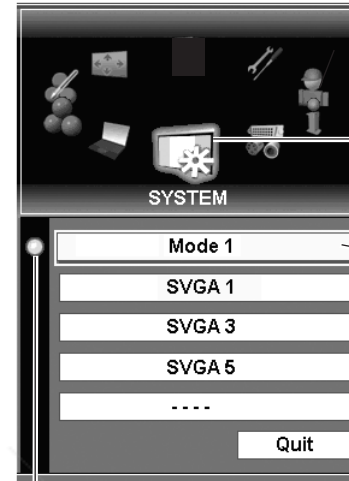 SYSTEM
Mode 1
SVGA 1
SVGA 3
SVGA 5
- - - -
Quit